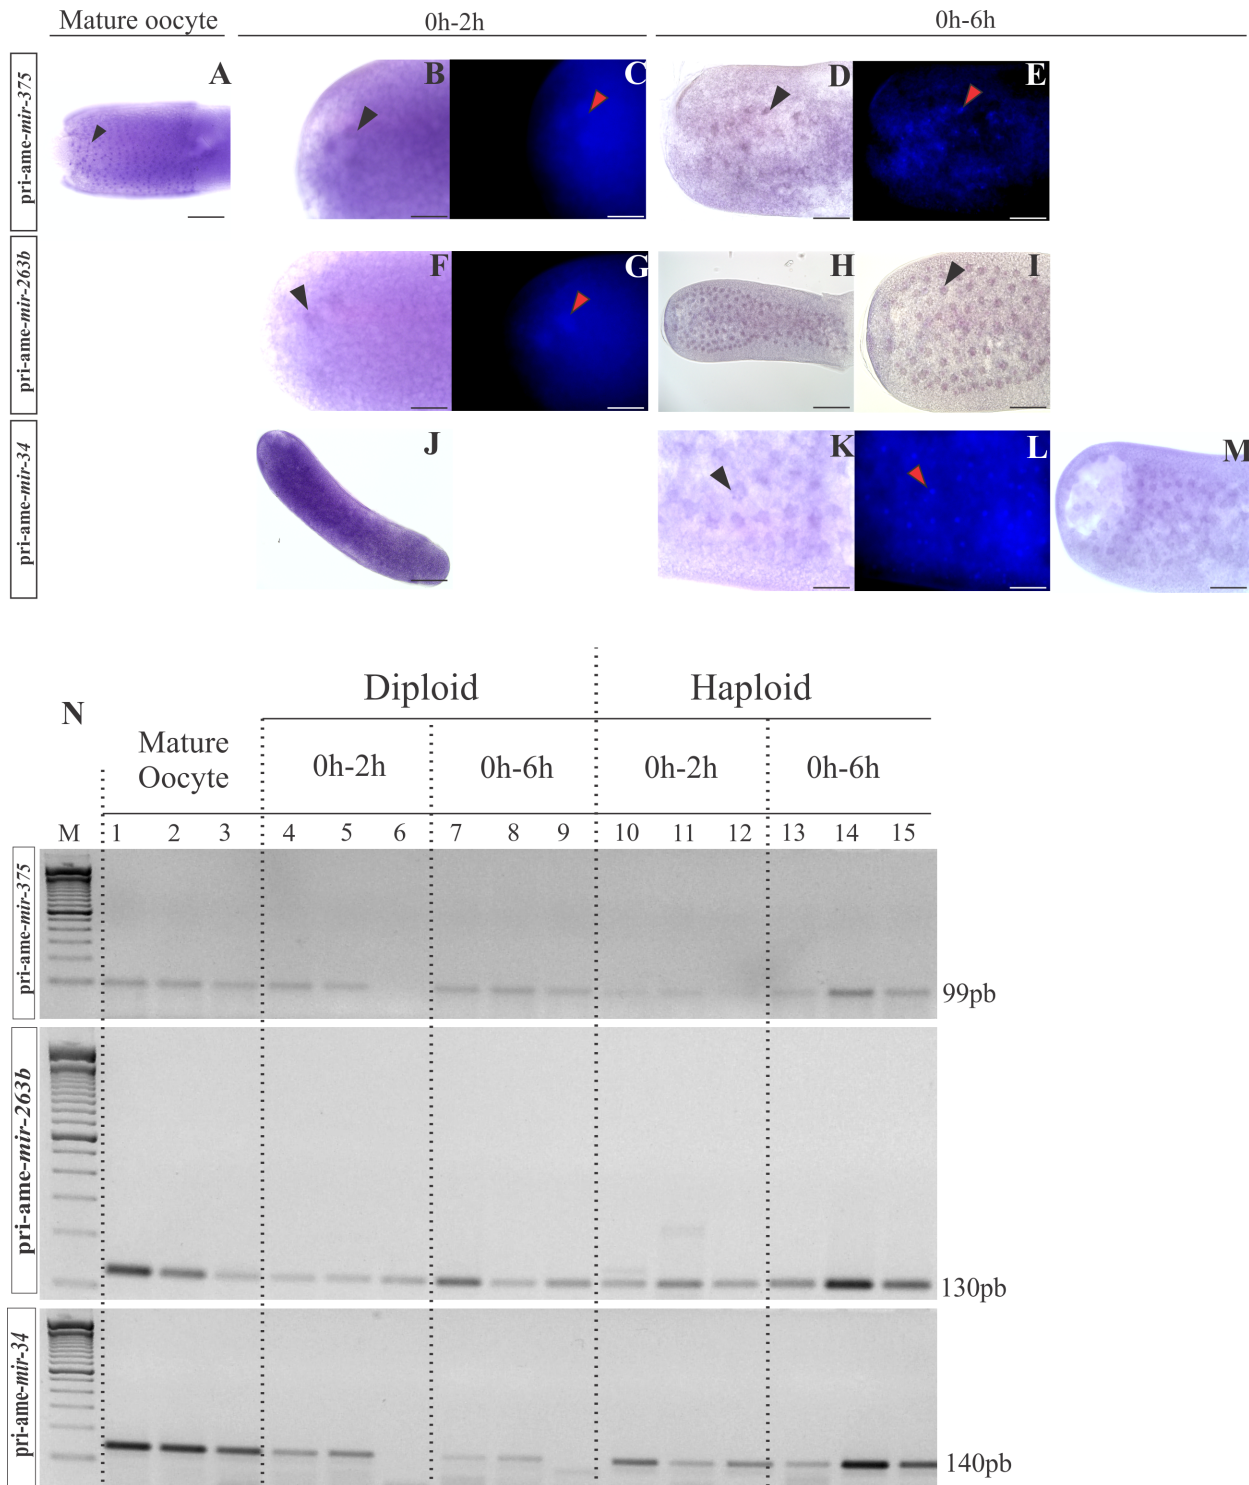 Mature oocyte 0h-2h 0h-6h
pri-ame-mir-375
A B C D E
pri-ame-mir-263b
F G H I
pri-ame-mir-34
J K L M
N
Diploid Haploid
Mature
Oocyte
0h-2h 0h-6h 0h-2h 0h-6h
M 1 2 3 4 5 6 7 8 9 10 11 12 13 14 15
pri-ame-mir-375
99pb
pri-ame-mir-263b
130pb
pri-ame-mir-34
140pb